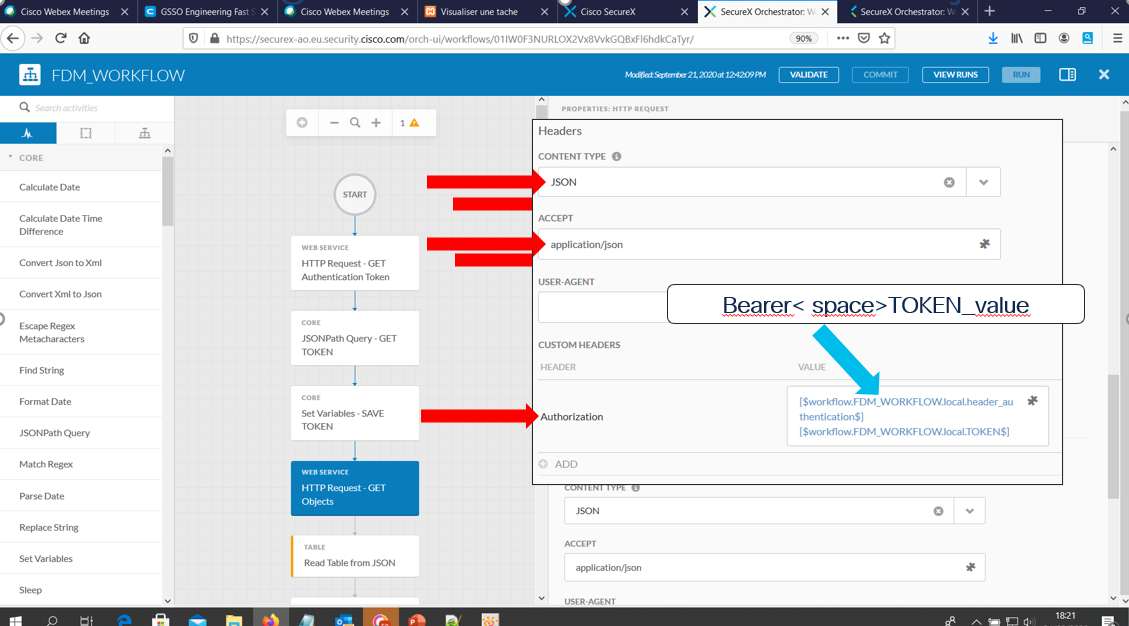 Cisco Webex Meetings
GSSO Engineering Fast S
Cisco Webex Meetings
Visualiser une tache
Cisco SecureX
SecureX Orchestrator: W
SecureX Orchestrator: W
https://securex-ao.eu.security.cisco.com/orch-ui/workflows/01IW0F3NURLOX2Vx8VvkGQBxFl6hdkCaTyr/
90%
FDM_WORKFLOW
Modified: September 21, 2020 at 12:42:09 PM
VALIDATE
COMMIT
VIEW RUNS
RUN
Search activities
CORE
Calculate Date
Calculate Date Time
Difference
Convert Json to Xml
Convert Xml to Json
Escape Regex
Metacharacters
Find String
Format Date
JSONPath Query
Match Regex
Parse Date
Replace String
Set Variables
Sleep
1
START
WEB SERVICE
HTTP Request - GET
Authentication Token
CORE
JSONPath Query - GET
TOKEN
CORE
Set Variables - SAVE
TOKEN
WEB SERVICE
HTTP Request - GET
Objects
TABLE
Read Table from JSON
PROPERTIES: HTTP REQUEST
Headers
CONTENT TYPE
JSON
ACCEPT
application/json
USER-AGENT
Bearer< space>TOKEN_value
CUSTOM HEADERS
HEADER
VALUE
Authorization
[$workflow.FDM_WORKFLOW.local.header_au
thentication$]
[$workflow.FDM_WORKFLOW.local.TOKEN$]
ADD
CONTENT TYPE
JSON
ACCEPT
application/json
USER-AGENT
18:21